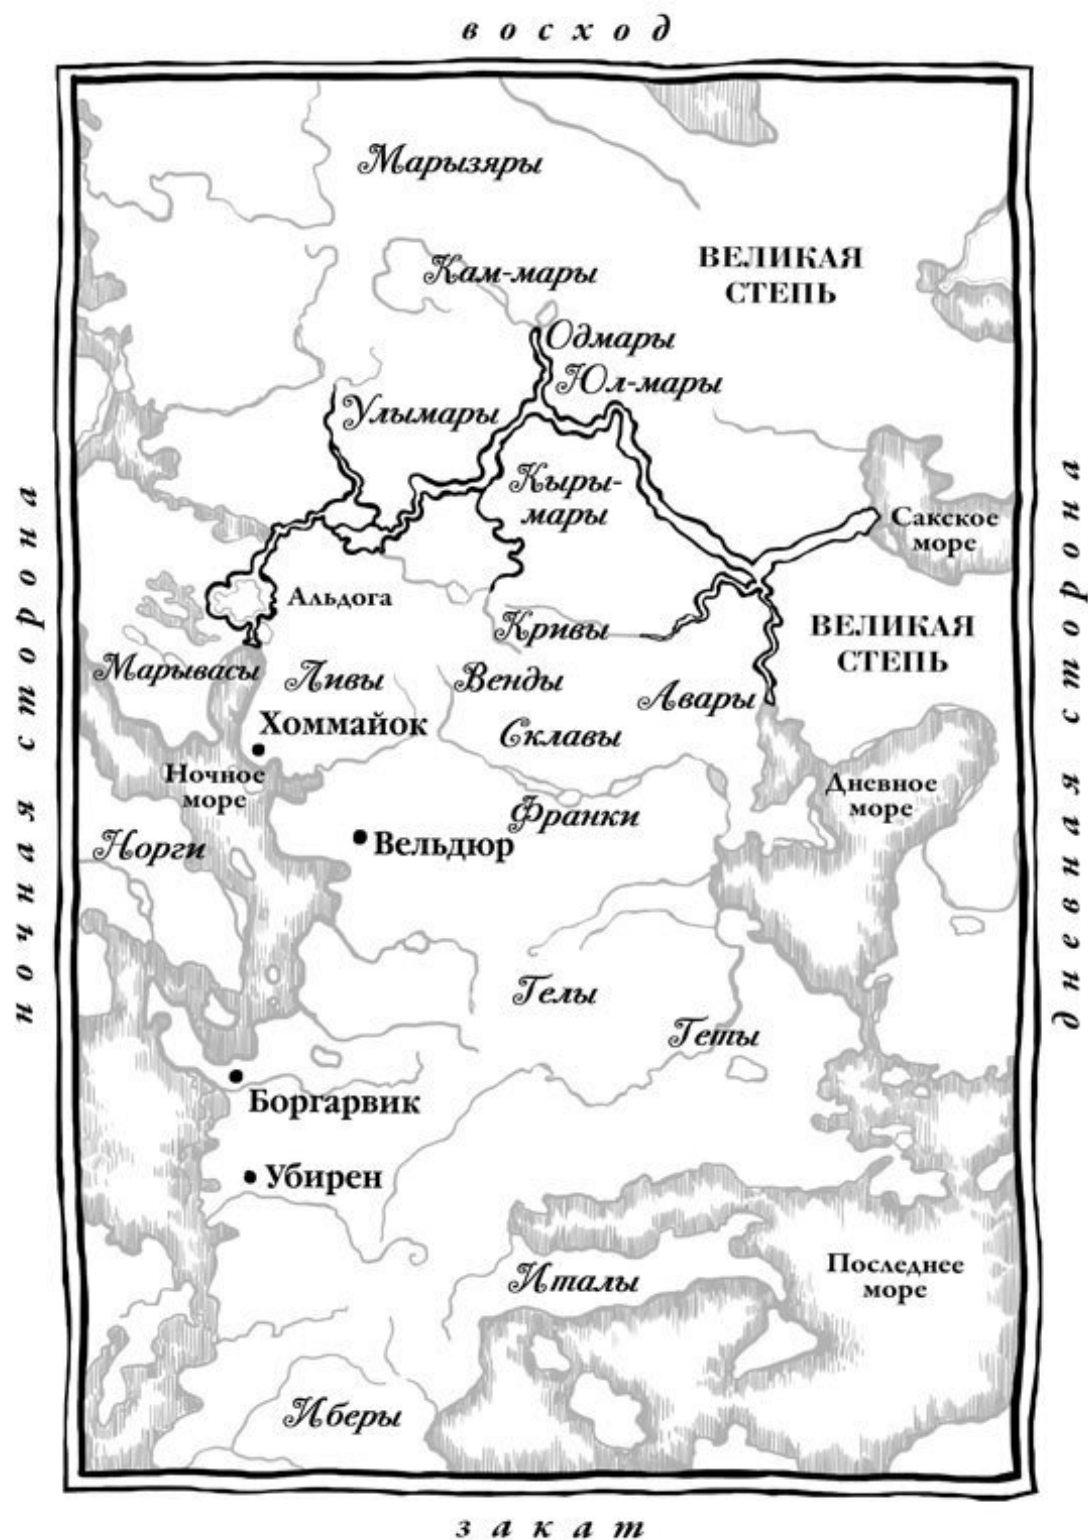 восход
Марызяры
Кам-мары
ВЕЛИКАЯ
СТЕПЬ
Одмары
Юл-мары
Улымары
Кыры-
мары
Сакское
море
Альдога
Кривы
ВЕЛИКАЯ
СТЕПЬ
Марывасы
Ливы
Венды
Авары
Хоммайок
Склавы
Ночное
море
Дневное
море
Франки
Норги
Вельдюр
Гелы
Геты
Боргарвик
Убирен
Италы
Последнее
море
Иберы
ночная сторона
дневная сторона
закат